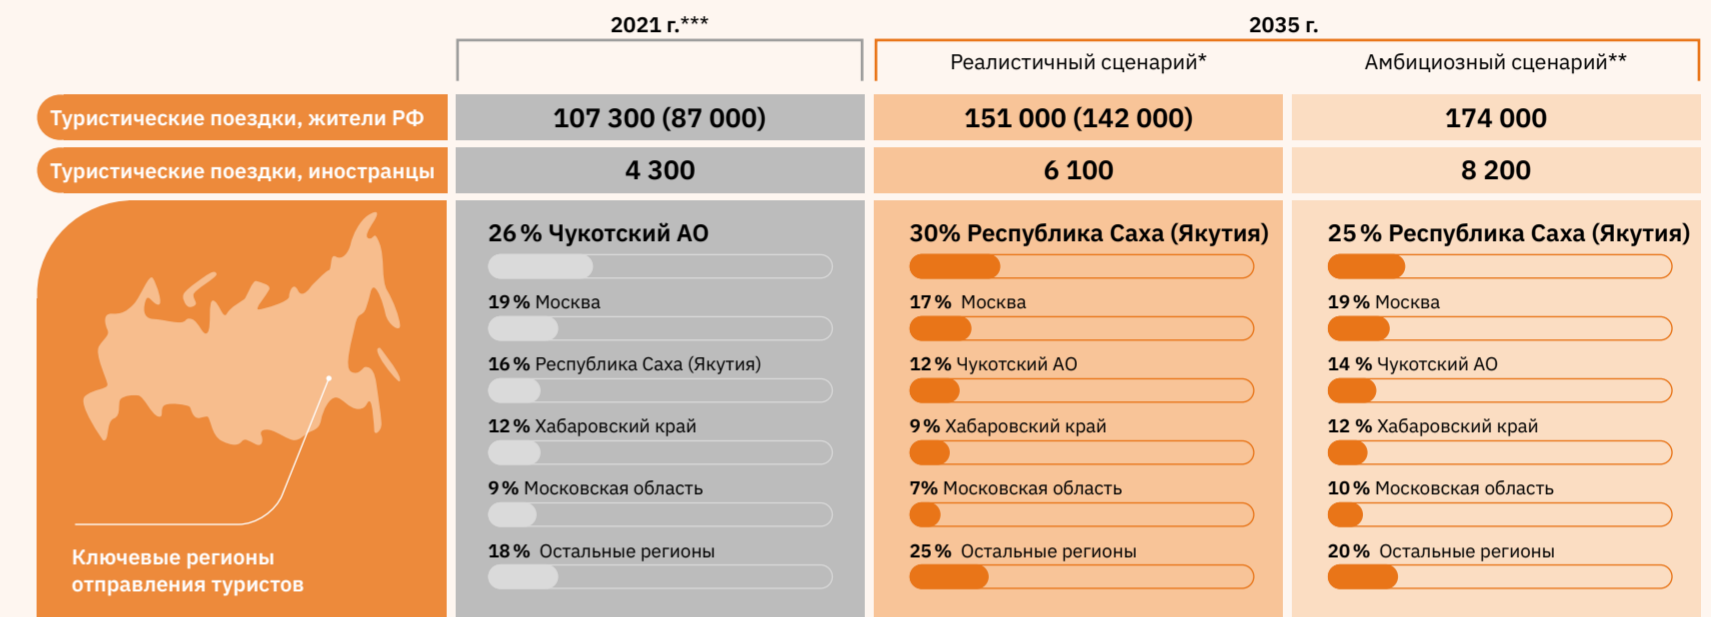 2021 г.***
2035 г.
Реалистичный сценарий*
Амбициозный сценарий**
Туристические поездки, жители РФ
107 300 (87 000)
151 000 (142 000)
174 000
Туристические поездки, иностранцы
4 300
6 100
8 200
Ключевые регионы
отправления туристов
26 % Чукотский АО
19 % Москва
16 % Республика Саха (Якутия)
12 % Хабаровский край
9 % Московская область
18 % Остальные регионы
30% Республика Саха (Якутия)
17 % Москва
12 % Чукотский АО
9 % Хабаровский край
7% Московская область
25 % Остальные регионы
25 % Республика Саха (Якутия)
19 % Москва
14 % Чукотский АО
12 % Хабаровский край
10 % Московская область
20 % Остальные регионы